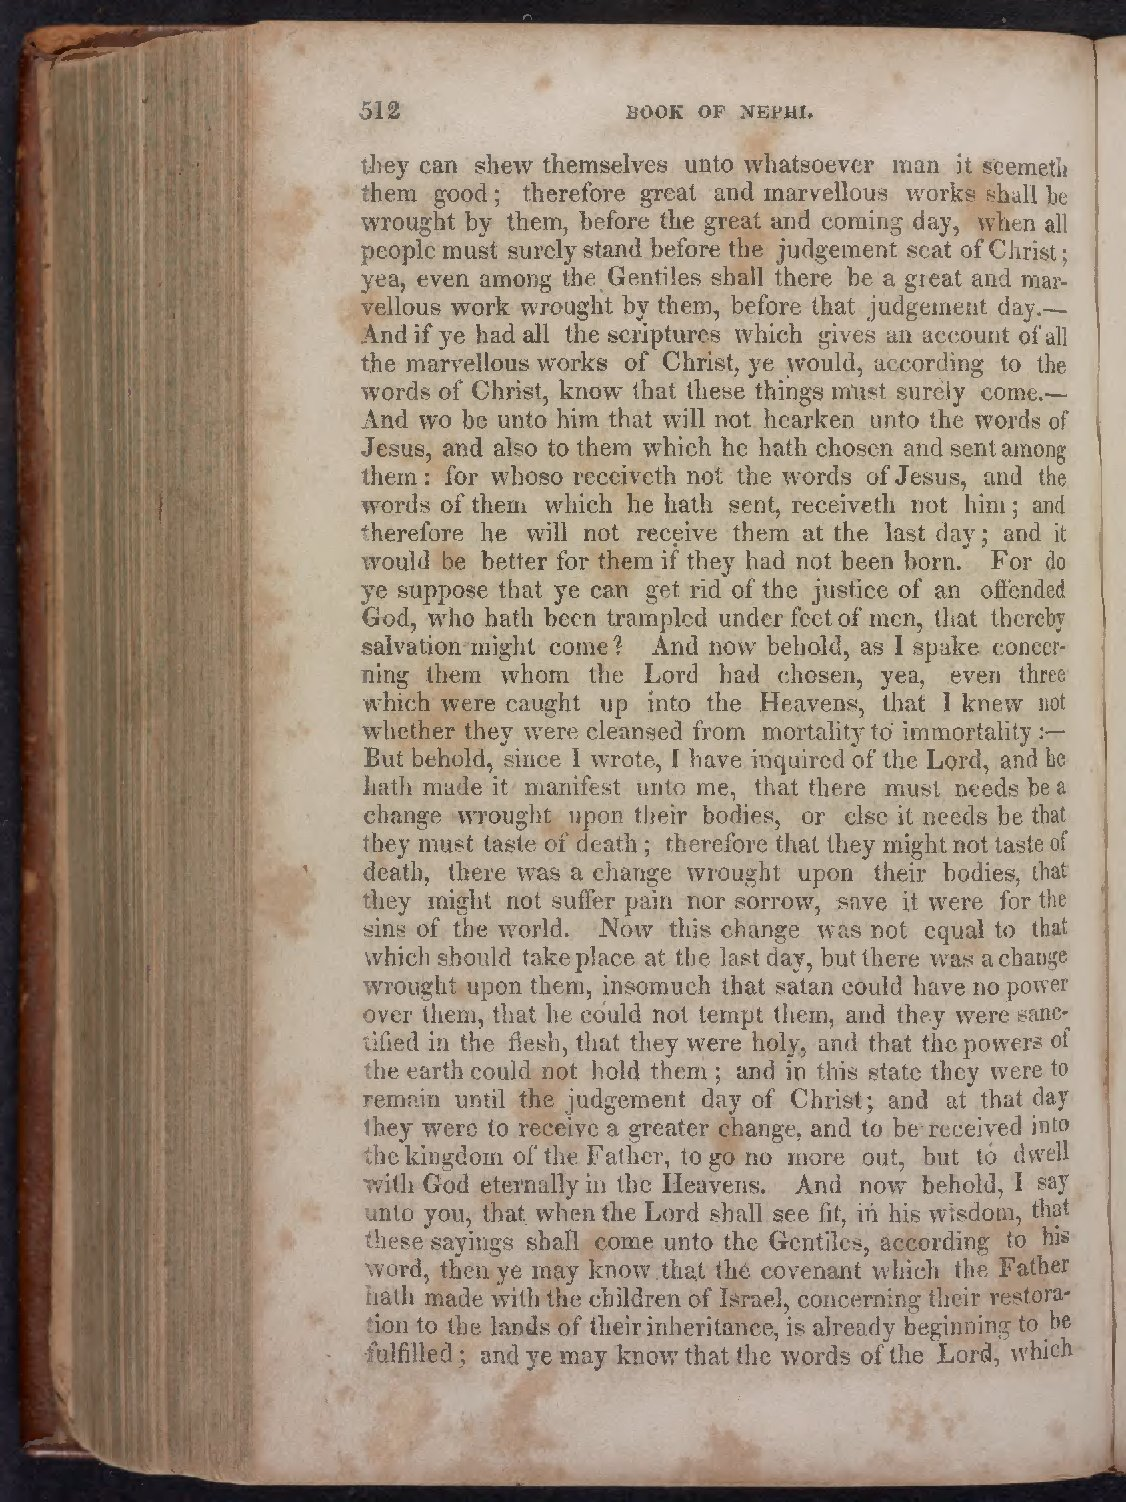 512 BOOK OF NEPHI.
they can shew themselves unto whatsoever man it seemeth
them good; therefore great and marvellous works shall be
wrought by them, before the great and coming day, when all
people must surely stand before the judgement seat of Christ;
yea, even among the Gentiles shall there be a great and mar-
vellous work wrought by them, before that judgement day.—
And if ye had all the scriptures which gives an account of all
the marvellous works of Christ, ye would, according to the
words of Christ, know that these things must surely come.—
And wo be unto him that will not hearken unto the words of
Jesus, and also to them which he hath chosen and sent among
them: for whoso receiveth not the words of Jesus, and the
words of them which he hath sent, receiveth not him; and
therefore he will not receive them at the last day; and it
would be better for them if they had not been born. For do
ye suppose that ye can get rid of the justice of an offended
God, who hath been trampled under feet of men, that thereby
salvation might come? And now behold, as I spake concer-
ning them whom the Lord had chosen, yea, even three
which were caught up into the Heavens, that I knew not
whether they were cleansed from mortality to immortality:—
But behold, since I wrote, I have inquired of the Lord, and he
hath made it manifest unto me, that there must needs be a
change wrought upon their bodies, or else it needs be that
they must taste of death; therefore that they might not taste of
death, there was a change wrought upon their bodies, that
they might not suffer pain nor sorrow, save it were for the
sins of the world. Now this change was not equal to that
which should take place at the last day, but there was a change
wrought upon them, insomuch that satan could have no power
over them, that he could not tempt them, and they were sanc-
tified in the flesh, that they were holy, and that the powers of
the earth could not hold them; and in this state they were to
remain until the judgement day of Christ; and at that day
they were to receive a greater change, and to be received into
the kingdom of the Father, to go no more out, but to dwell
with God eternally in the Heavens. And now behold, I say
unto you, that when the Lord shall see fit, in his wisdom, that
these sayings shall come unto the Gentiles, according to his
word, then ye may know that the covenant which the Father
hath made with the children of Israel, concerning their restora-
tion to the lands of their inheritance, is already beginning to be
fulfilled; and ye may know that the words of the Lord, which